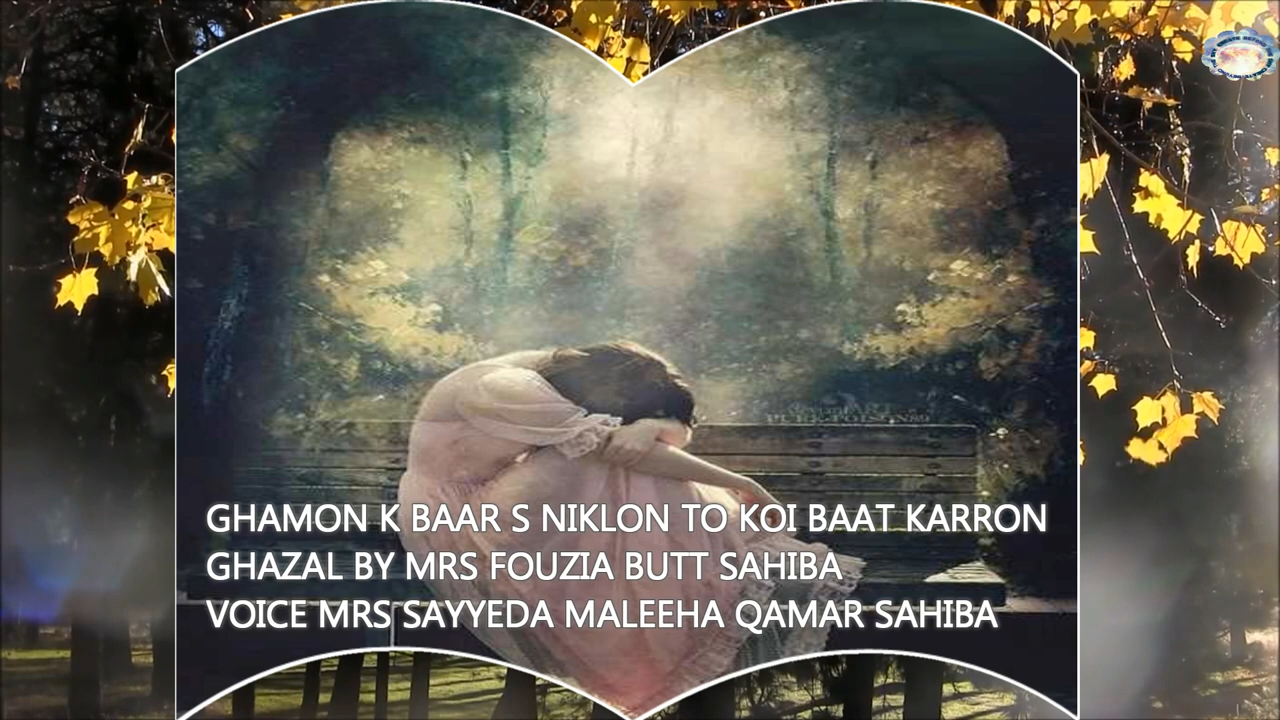 GHAMON K BAAR S NIKLON TO KOI BAAT KARRON
GHAZAL BY MRS FOUZIA BUTT SAHIBA
VOICE MRS SAYYEDA MALEEHA QAMAR SAHIBA